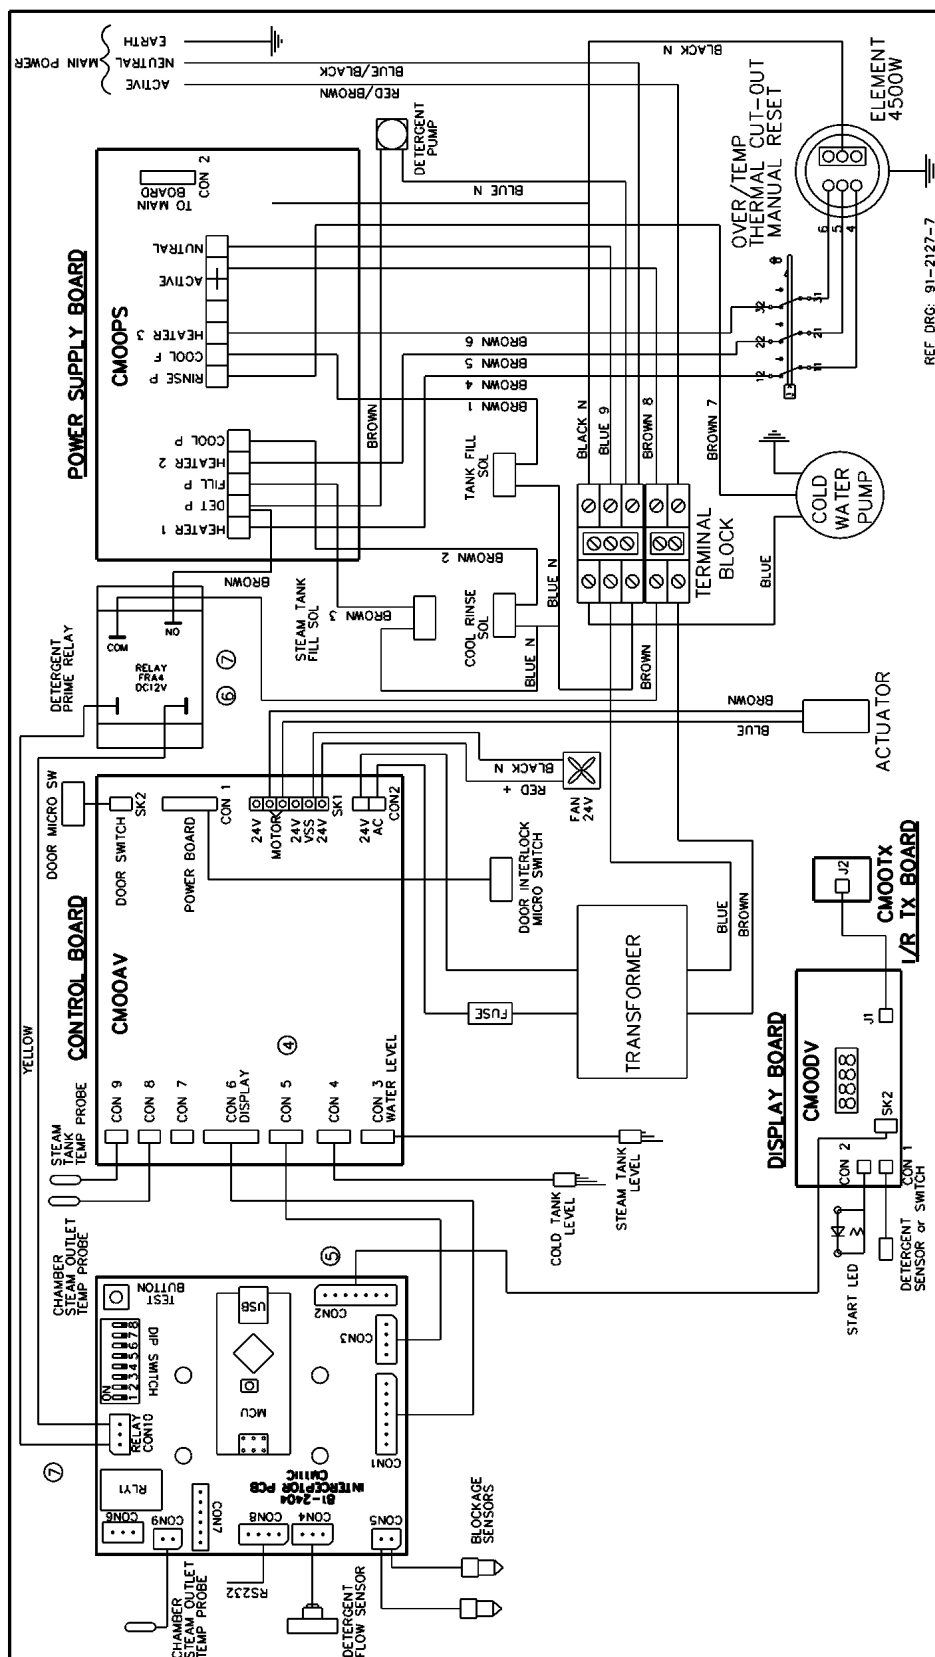 MAIN POWER
EARTH
NEUTRAL
ACTIVE
BLUE/BLACK
RED/BROWN
BLACK N
POWER SUPPLY BOARD
CMOOPS
TO MAIN
BOARD
CON 2
NUTRAL
ACTIVE
HEATER 3
COOL F
RINSE P
COOL P
HEATER 2
FILL P
DET P
HEATER 1
DETERGENT
PUMP
BLUE N
BROWN
BROWN 6
BROWN 5
BROWN 4
BROWN 1
OVER/TEMP
THERMAL CUT-OUT
MANUAL RESET
ELEMENT
4500W
6
5
4
32
31
22
21
12
11
REF DRG: 91-2127-7
TANK FILL
SOL
BLACK N
BLUE 9
BROWN 8
BROWN 7
TERMINAL
BLOCK
COLD
WATER
PUMP
BLUE
BROWN 2
BLUE N
COOL RINSE
SOL
BLUE N
BROWN
BROWN 3
STEAM TANK
FILL SOL
BROWN
DETERGENT
PRIME RELAY
COM
NO
RELAY
FRA4
DC12V
6
7
CONTROL BOARD
CMOOAV
DOOR MICRO SW
DOOR SWITCH
SK2
POWER BOARD
CON 1
24V
MOTOR
24V
VSS
24V
SK1
24V
AC
CON2
BLACK N
RED +
FAN
24V
BROWN
BLUE
ACTUATOR
DOOR INTERLOCK
MICRO SWITCH
FUSE
TRANSFORMER
BLUE
BROWN
4
CON 9
CON 8
CON 7
CON 6
DISPLAY
CON 5
CON 4
CON 3
WATER LEVEL
STEAM
TANK
TEMP PROBE
CHAMBER
STEAM OUTLET
TEMP PROBE
YELLOW
COLD TANK
LEVEL
STEAM TANK
LEVEL
DISPLAY BOARD
CMOODV
8888
J1
SK2
CON 2
CON 1
CMOOTX
I/R TX BOARD
J2
START LED
DETERGENT
SENSOR or SWITCH
5
7
TEST
BUTTON
ON
1 2 3 4 5 6 7 8
DIP SWITCH
RELAY
CON10
RLY1
USB
MCU
CON2
CON3
CON1
81-2404
INTERCEPTOR PCB
CM111C
CON6
CON9
CON7
CON8
CON4
CON5
RS232
CHAMBER
STEAM OUTLET
TEMP PROBE
DETERGENT
FLOW SENSOR
BLOCKAGE
SENSORS